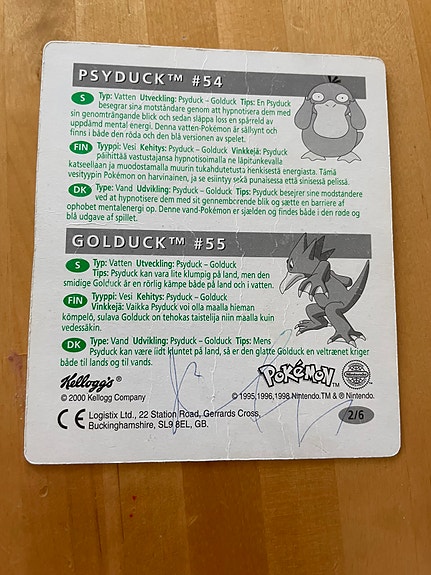 PSYDUCK™ #54
S Typ: Vatten Utveckling: Psyduck – Golduck Tips: En Psyduck
besegrar sina motståndare genom att hypnotisera dem med
sin genomträngande blick och sedan släppa loss en spärreld av
uppdämd mental energi. Denna vatten-Pokémon är sällsynt och
finns i både den röda och den blå versionen av spelet.
FIN Tyyppi: Vesi Kehitys: Psyduck – Golduck Vinkkejä: Psyduck
päihittää vastustajansa hypnotisoimalla ne läpitunkevalla
katseellaan ja muodostamalla muurin tukahdutetusta henkisestä energiasta. Tämä
vesityypin Pokémon on harvinainen, ja se esiintyy sekä punaisessa että sinisessä pelissä.
DK Type: Vand Udvikling: Psyduck – Golduck Tips: Psyduck besejrer sine modstandere
ved at hypnotisere dem med sit gennembrorende blik og sætte en barriere af
ophobet mentalenergi op. Denne vand-Pokémon er sjælden og findes både i den røde og
blå udgave af spillet.
GOLDUCK™ #55
S Typ: Vatten Utveckling: Psyduck – Golduck
Tips: Psyduck kan vara lite klumpig på land, men den
smidige Golduck är en rörlig kämpe både på land och i vatten.
FIN Tyyppi: Vesi Kehitys: Psyduck – Golduck
Vinkkejä: Vaikka Psyduck voi olla maalla hieman
kömpelö, sulava Golduck on tehokas taistelija niin maalla kuin
vedessäkin.
DK Type: Vand Udvikling: Psyduck – Golduck Tips: Mens
Psyduck kan være lidt kluntet på land, så er den glatte Golduck en veltrænet kriger
både til lands og til vands.
Kellogg's®
© 2000 Kellogg Company
POKéMON™
© 1995, 1996, 1998 Nintendo. TM & ® Nintendo.
CE Logistix Ltd., 22 Station Road, Gerrards Cross,
Buckinghamshire, SL9 8EL, GB.
2/6